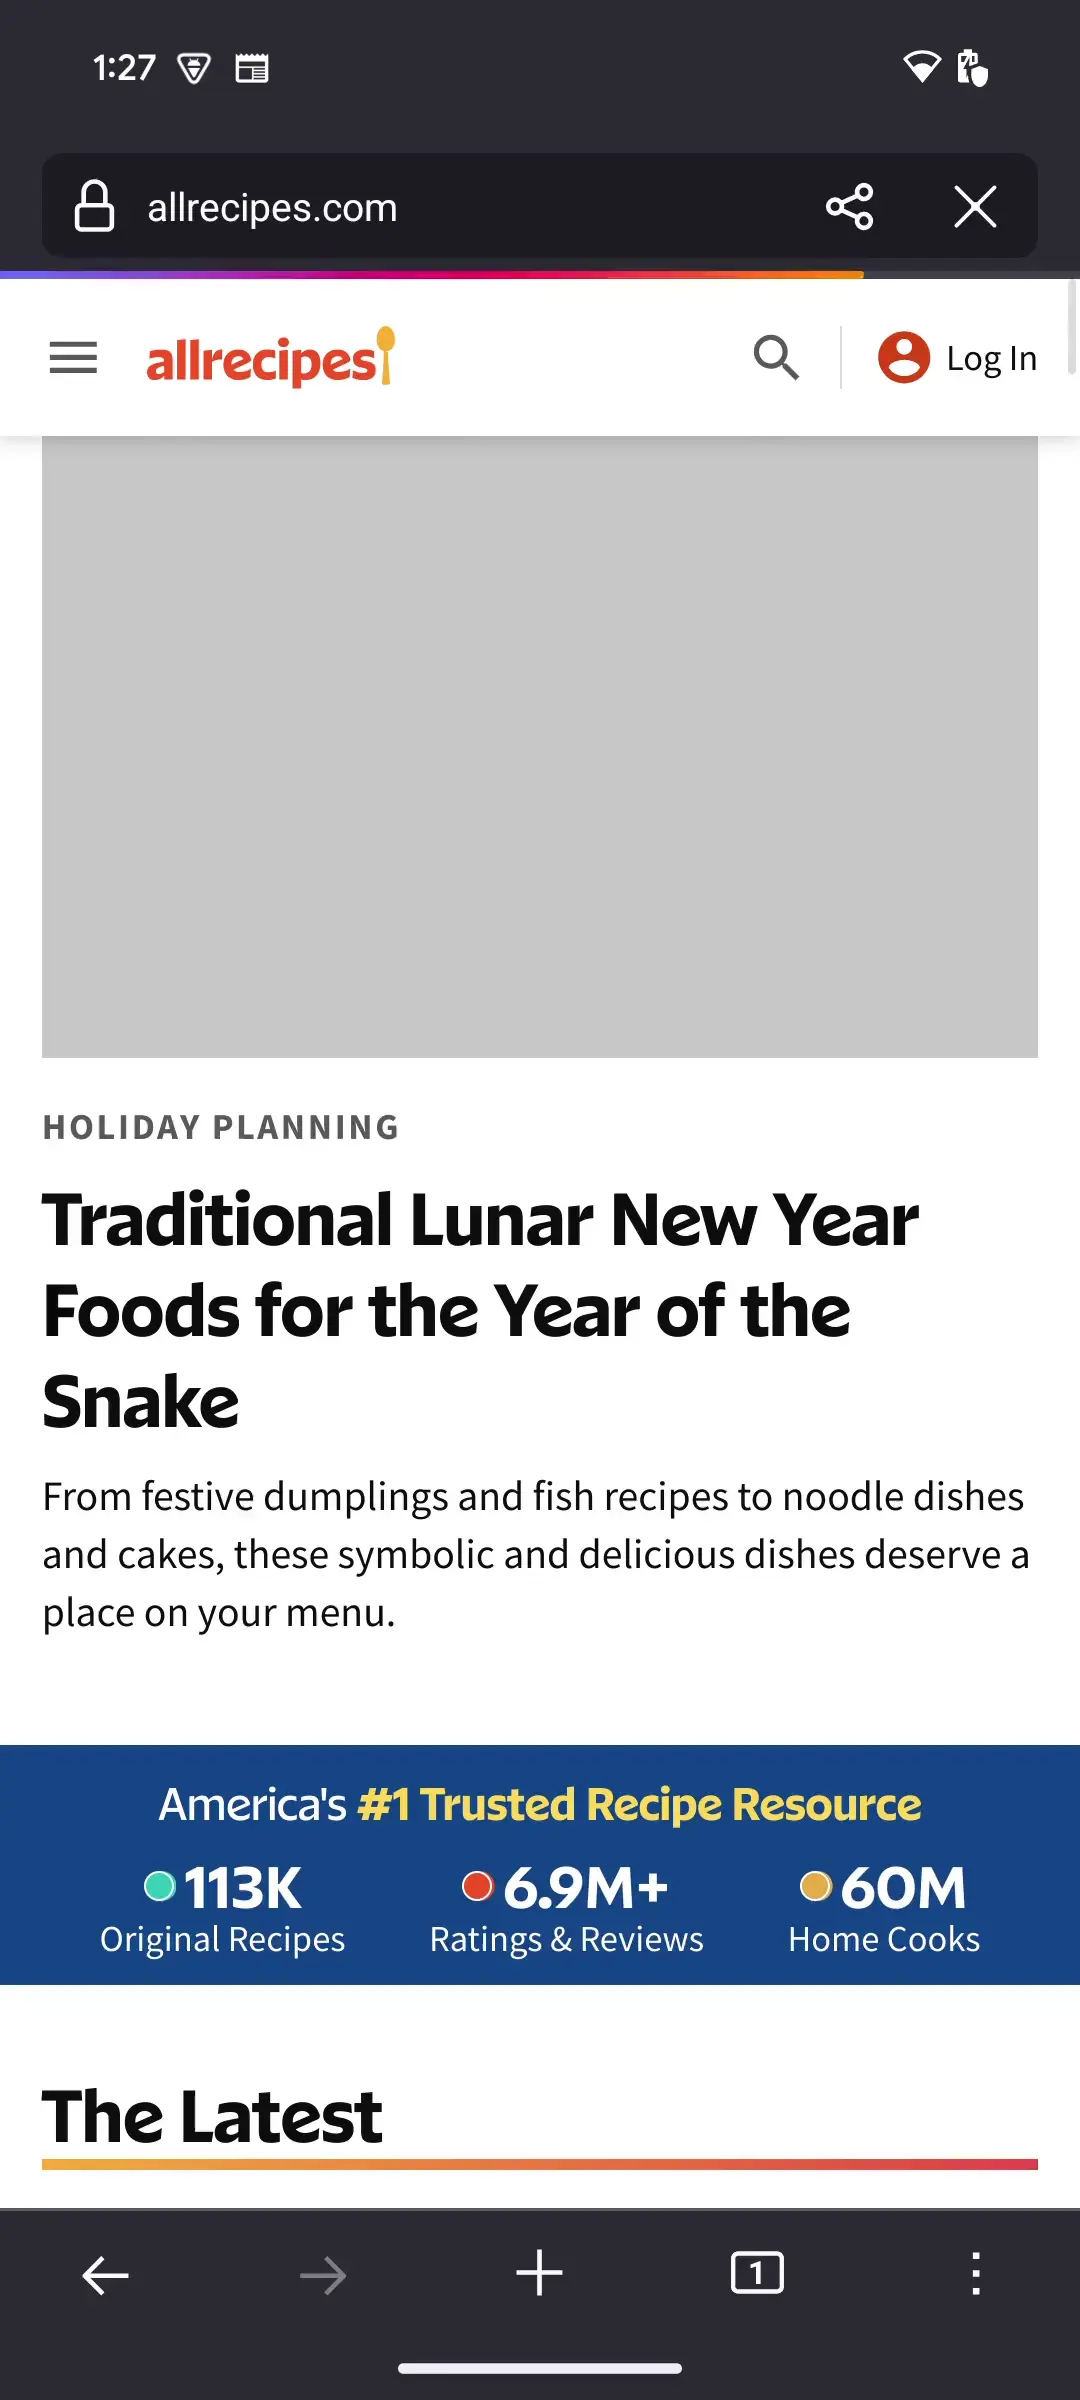 1:27
allrecipes.com
allrecipes
Log In
HOLIDAY PLANNING
Traditional Lunar New Year
Foods for the Year of the
Snake
From festive dumplings and fish recipes to noodle dishes
and cakes, these symbolic and delicious dishes deserve a
place on your menu.
America's #1 Trusted Recipe Resource
113K 6.9M+ 60M
Original Recipes Ratings & Reviews Home Cooks
The Latest
1